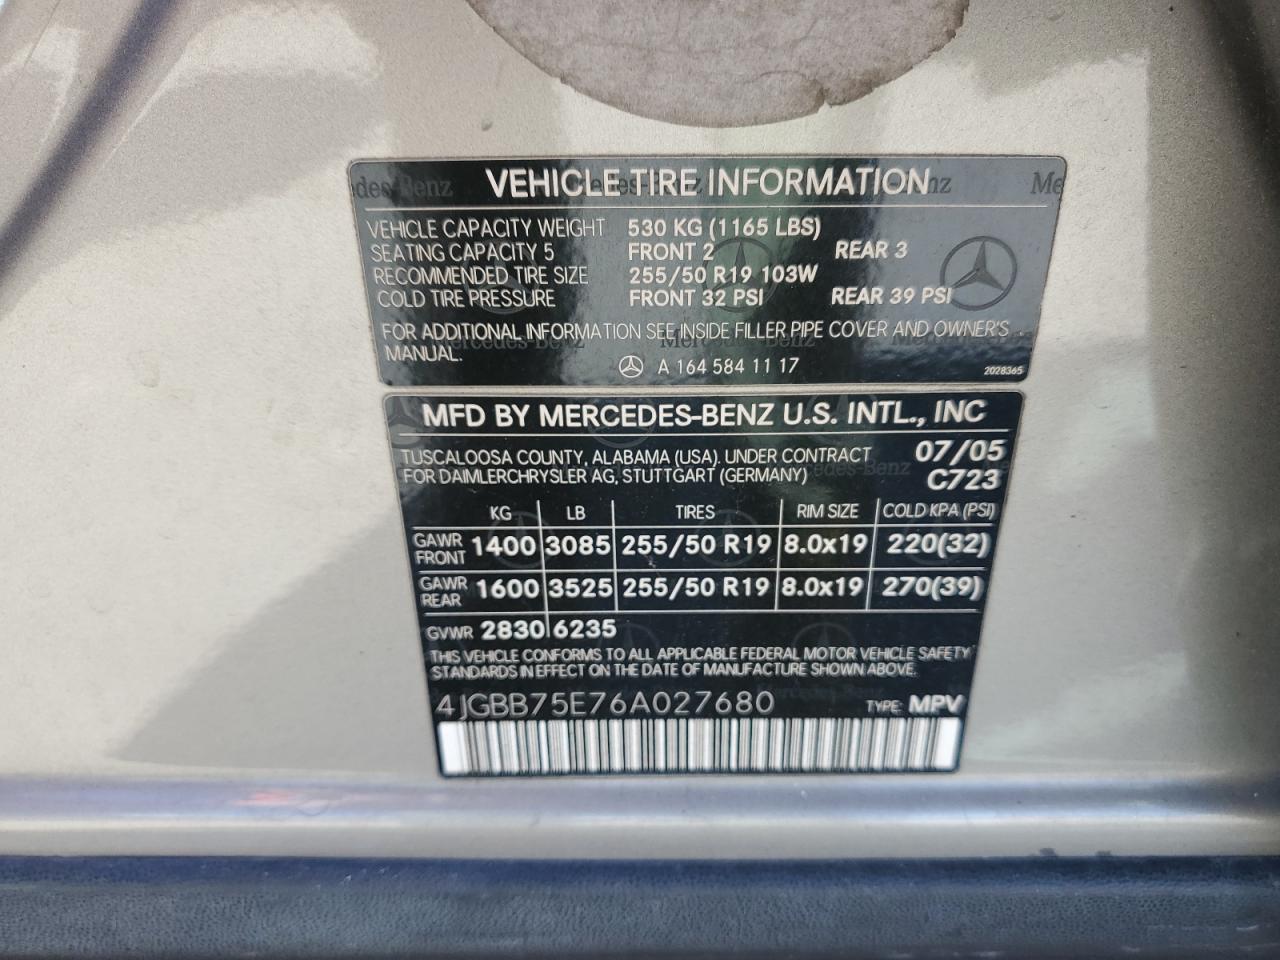 VEHICLE TIRE INFORMATION
VEHICLE CAPACITY WEIGHT 530 KG (1165 LBS)
SEATING CAPACITY 5 FRONT 2 REAR 3
RECOMMENDED TIRE SIZE 255/50 R19 103W
COLD TIRE PRESSURE FRONT 32 PSI REAR 39 PSI
FOR ADDITIONAL INFORMATION SEE INSIDE FILLER PIPE COVER AND OWNER'S
MANUAL.
A 164 584 11 17 2028365
MFD BY MERCEDES-BENZ U.S. INTL., INC
TUSCALOOSA COUNTY, ALABAMA (USA). UNDER CONTRACT 07/05
FOR DAIMLERCHRYSLER AG, STUTTGART (GERMANY) C723
KG LB TIRES RIM SIZE COLD KPA (PSI)
GAWR FRONT 1400 3085 255/50 R19 8.0x19 220(32)
GAWR REAR 1600 3525 255/50 R19 8.0x19 270(39)
GVWR 2830 6235
THIS VEHICLE CONFORMS TO ALL APPLICABLE FEDERAL MOTOR VEHICLE SAFETY
STANDARDS IN EFFECT ON THE DATE OF MANUFACTURE SHOWN ABOVE.
4JGBB75E76A027680 TYPE: MPV